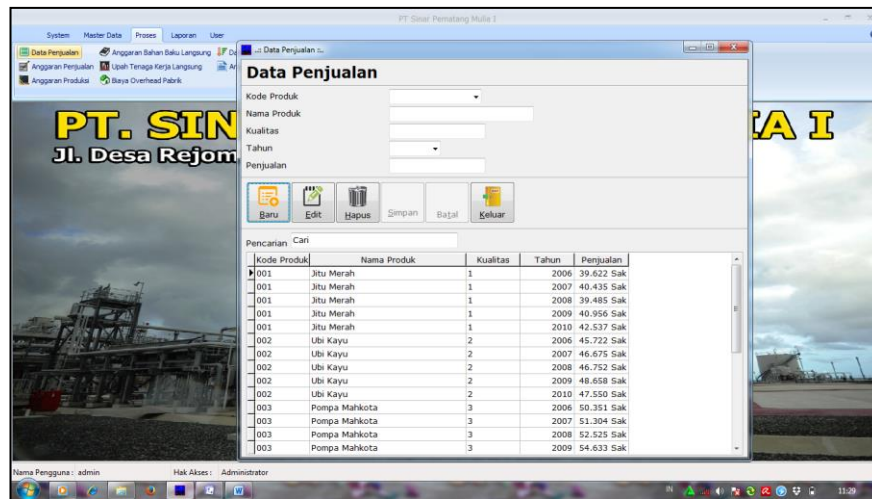 PT Sinar Pematang Mulia I
System Master Data Proses Laporan User
Data Penjualan Anggaran Bahan Baku Langsung
Anggaran Penjualan Upah Tenaga Kerja Langsung
Anggaran Produksi Biaya Overhead Pabrik
PT. SIN IA I
Jl. Desa Rejom
..: Data Penjualan :..
Data Penjualan
Kode Produk
Nama Produk
Kualitas
Tahun
Penjualan
Baru Edit Hapus Simpan Batal Keluar
Pencarian Cari
Kode Produk Nama Produk Kualitas Tahun Penjualan
001 Jitu Merah 1 2006 39.622 Sak
001 Jitu Merah 1 2007 40.435 Sak
001 Jitu Merah 1 2008 39.485 Sak
001 Jitu Merah 1 2009 40.956 Sak
001 Jitu Merah 1 2010 42.537 Sak
002 Ubi Kayu 2 2006 45.722 Sak
002 Ubi Kayu 2 2007 46.675 Sak
002 Ubi Kayu 2 2008 46.752 Sak
002 Ubi Kayu 2 2009 48.658 Sak
002 Ubi Kayu 2 2010 47.550 Sak
003 Pompa Mahkota 3 2006 50.351 Sak
003 Pompa Mahkota 3 2007 51.304 Sak
003 Pompa Mahkota 3 2008 52.525 Sak
003 Pompa Mahkota 3 2009 54.633 Sak
Nama Pengguna : admin Hak Akses : Administrator
IN 11:29